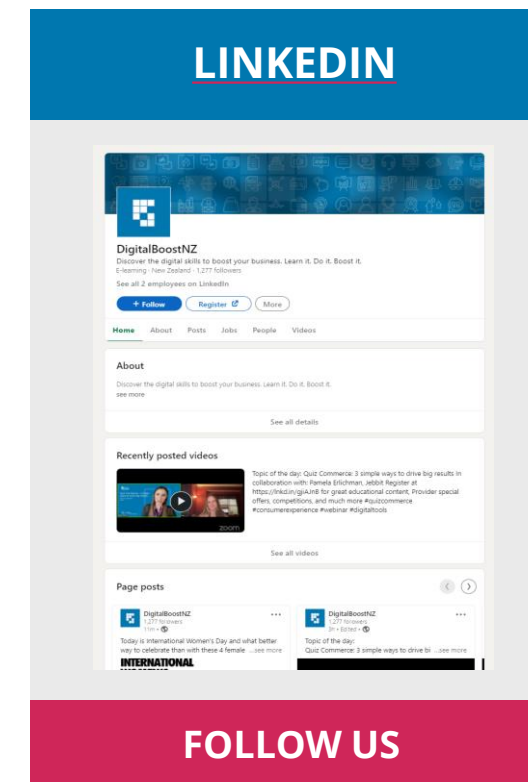 LINKEDIN
DigitalBoostNZ
Discover the digital skills to boost your business. Learn it. Do it. Boost it.
E-learning · New Zealand · 1,277 followers
See all 2 employees on LinkedIn
+ Follow Register More
Home About Posts Jobs People Videos
About
Discover the digital skills to boost your business. Learn it. Do it. Boost it.
see more
See all details
Recently posted videos
Topic of the day: Quiz Commerce: 3 simple ways to drive big results In
collaboration with: Pamela Erlichman, Jebbit Register at
https://lnkd.in/gjiAJnB for great educational content, Provider special
offers, competitions, and much more #quizcommerce
#consumerexperience #webinar #digitaltools
zoom
See all videos
Page posts
DigitalBoostNZ
1,277 followers
11m •
Today is International Women's Day and what better
way to celebrate than with these 4 female ...see more
INTERNATIONAL
DigitalBoostNZ
1,277 followers
3h • Edited •
Topic of the day:
Quiz Commerce: 3 simple ways to drive bi ...see more
FOLLOW US